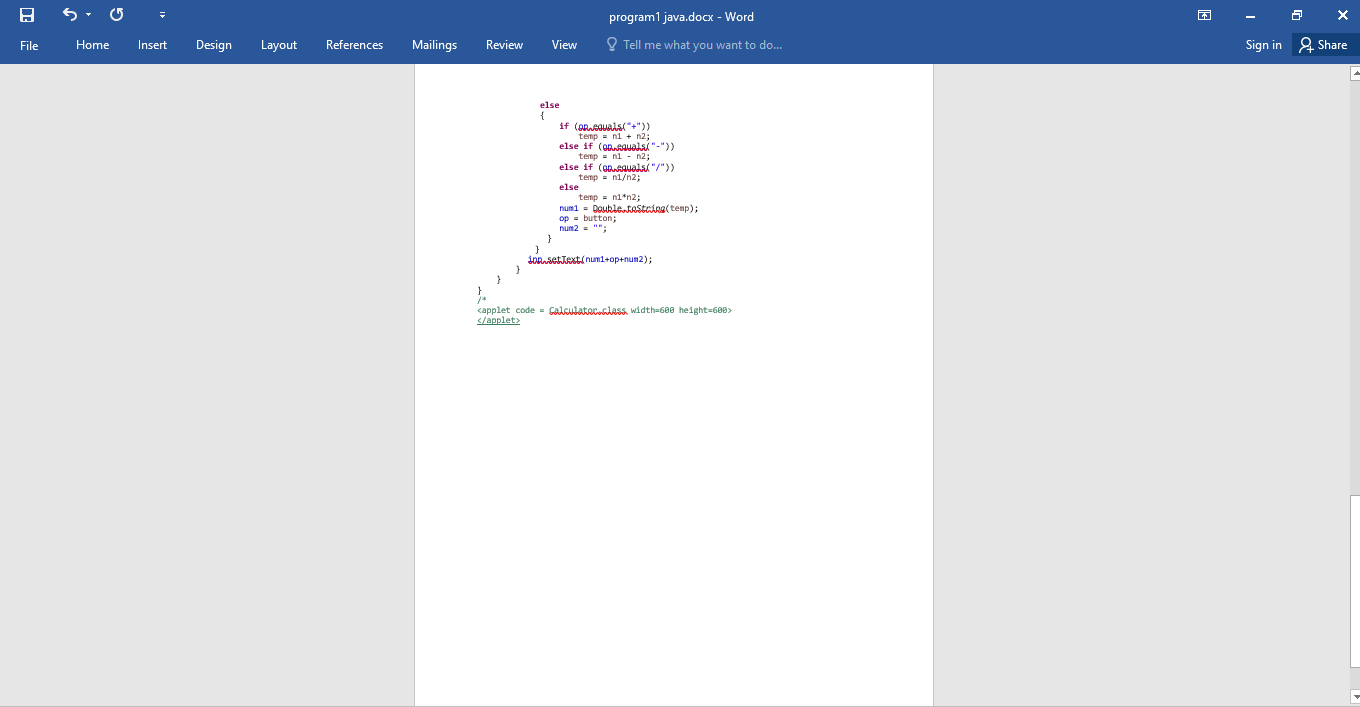 program1 java.docx - Word
File Home Insert Design Layout References Mailings Review View Tell me what you want to do... Sign in Share
else
{
if (op.equals("+"))
temp = n1 + n2;
else if (op.equals("-"))
temp = n1 - n2;
else if (op.equals("/"))
temp = n1/n2;
else
temp = n1*n2;
num1 = Double.toString(temp);
op = button;
num2 = "";
}
}
inp.setText(num1+op+num2);
}
}
}
/*
<applet code = Calculator.class width=600 height=600>
</applet>